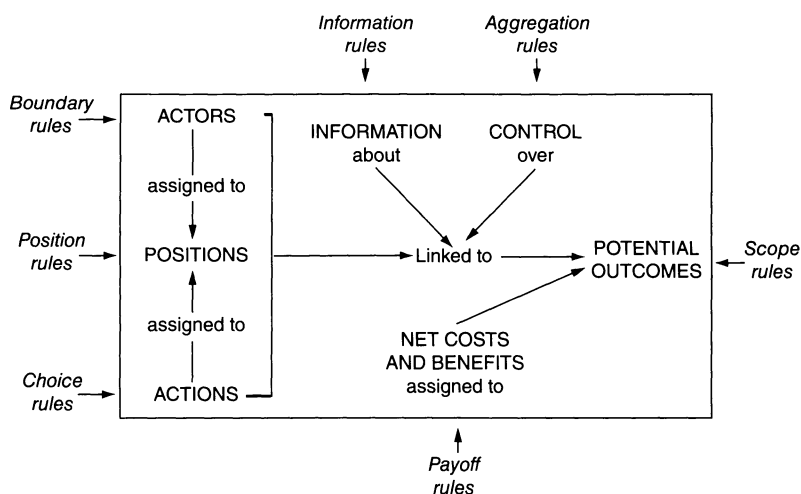 Information
rules
Aggregation
rules
Boundary
rules
ACTORS
INFORMATION
about
CONTROL
over
assigned to
Position
rules
POSITIONS
Linked to
POTENTIAL
OUTCOMES
Scope
rules
assigned to
NET COSTS
AND BENEFITS
assigned to
Choice
rules
ACTIONS
Payoff
rules